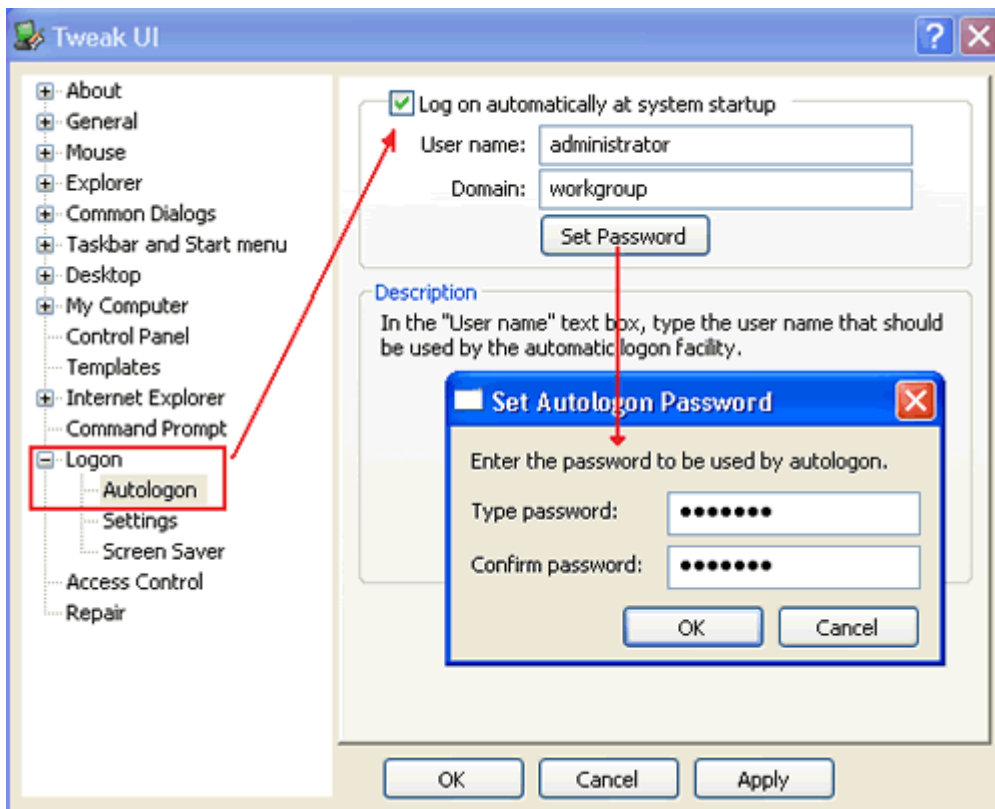 Tweak UI
About
General
Mouse
Explorer
Common Dialogs
Taskbar and Start menu
Desktop
My Computer
Control Panel
Templates
Internet Explorer
Command Prompt
Logon
Autologon
Settings
Screen Saver
Access Control
Repair
Log on automatically at system startup
User name: administrator
Domain: workgroup
Set Password
Description
In the "User name" text box, type the user name that should
be used by the automatic logon facility.
Set Autologon Password
Enter the password to be used by autologon.
Type password: ●●●●●●●
Confirm password: ●●●●●●●
OK Cancel
OK Cancel Apply